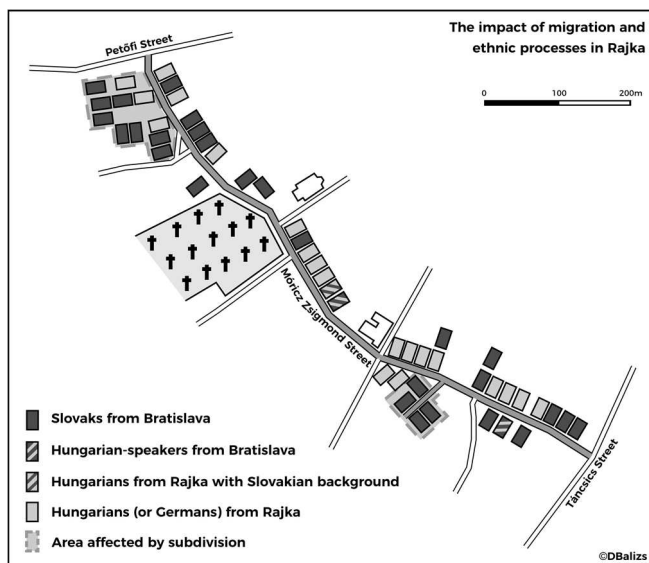 The impact of migration and
ethnic processes in Rajka
Petőfi Street
0 100 200m
Móricz Zsigmond Street
Táncsics Street
Slovaks from Bratislava
Hungarian-speakers from Bratislava
Hungarians from Rajka with Slovakian background
Hungarians (or Germans) from Rajka
Area affected by subdivision
©DBalizs